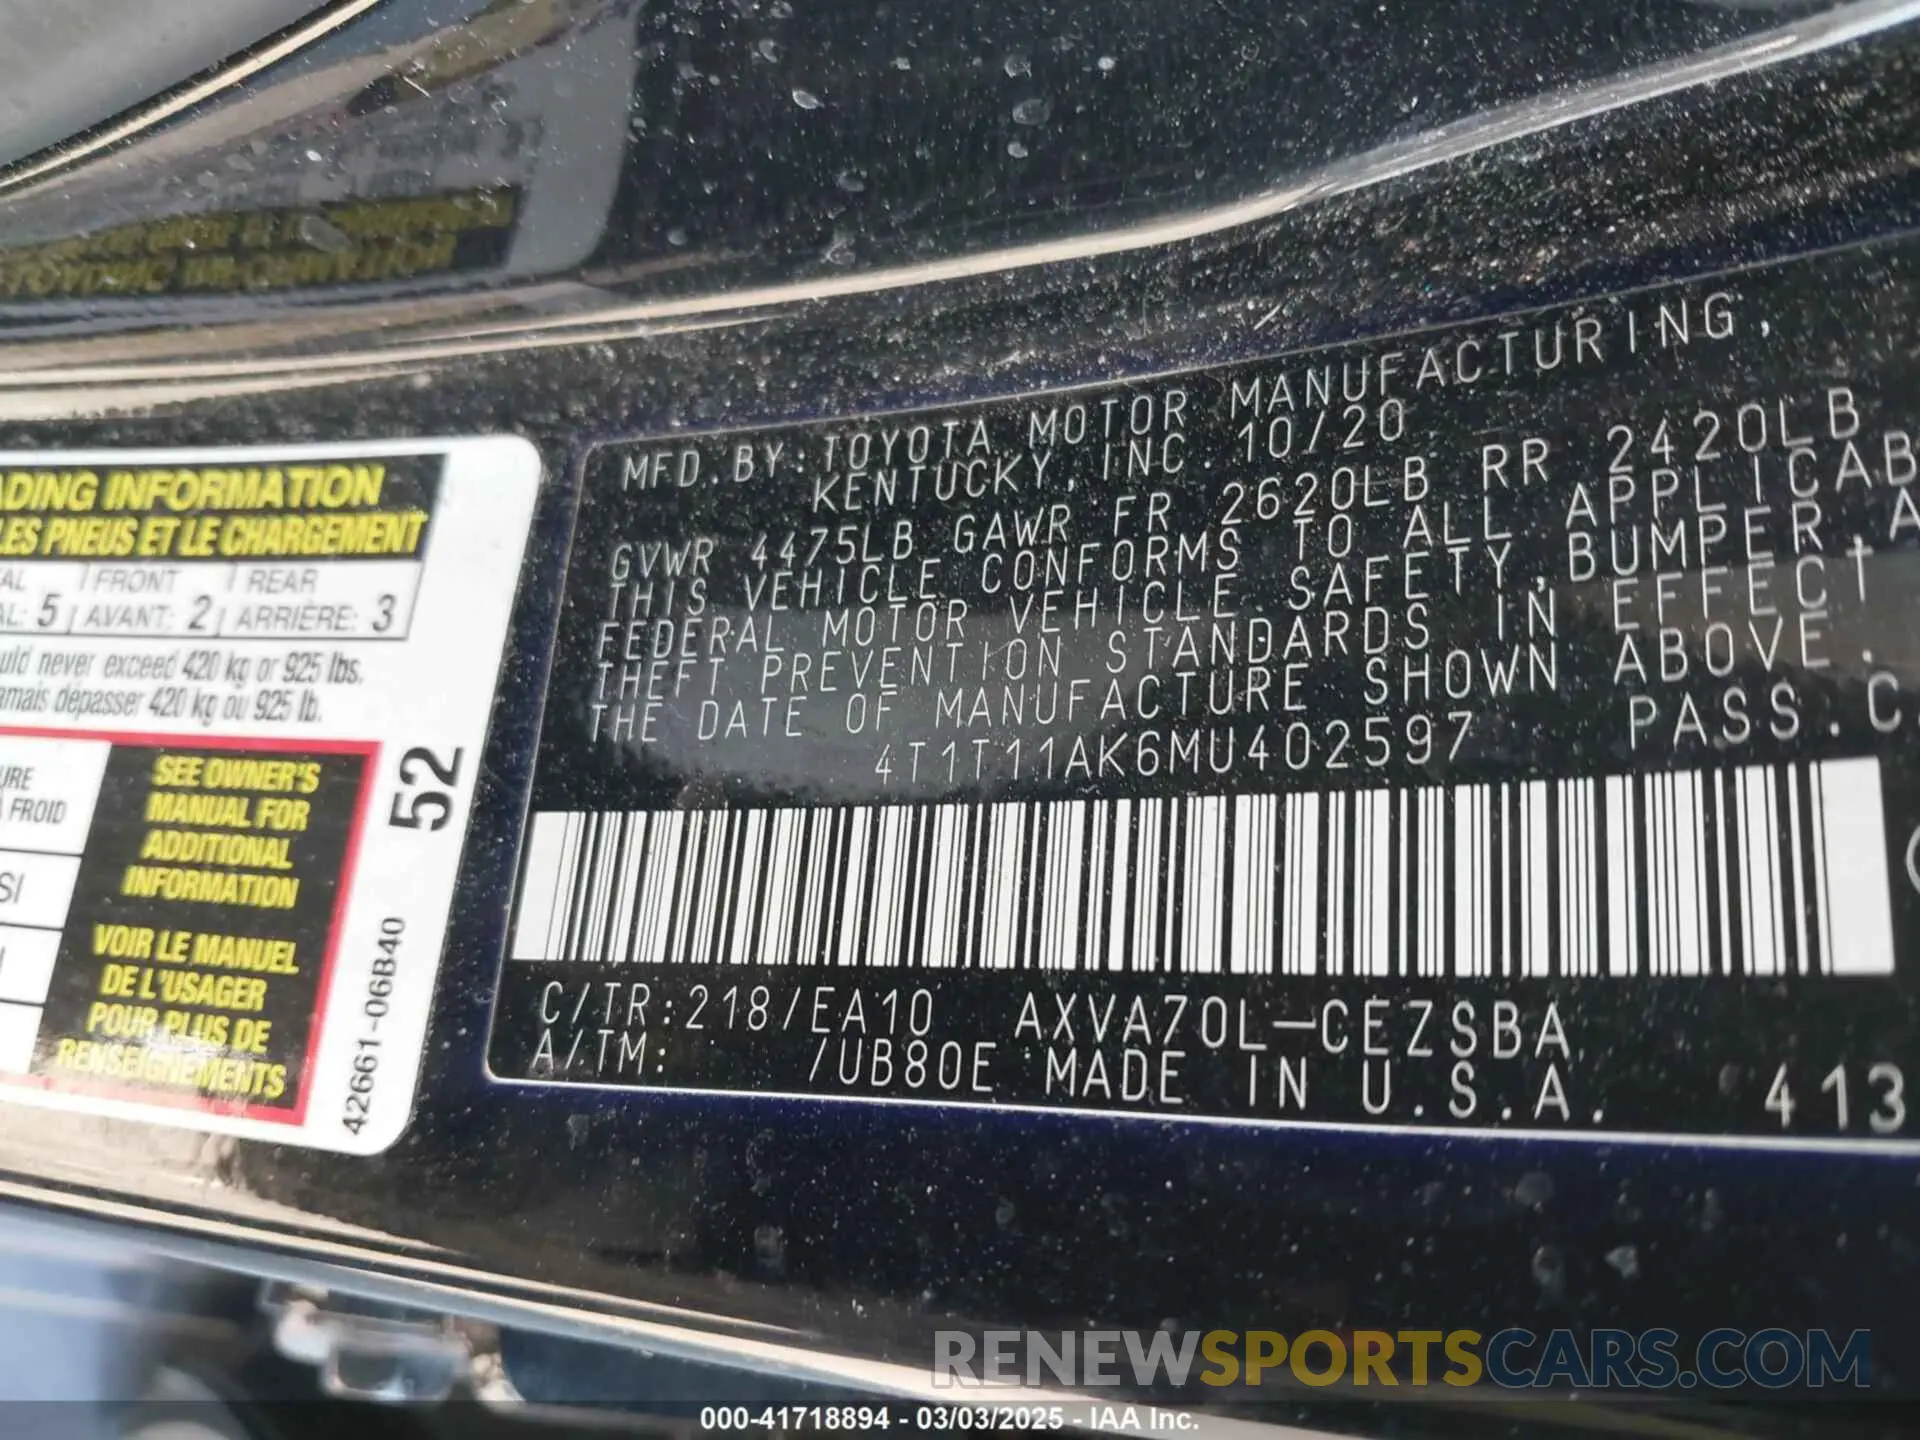 ADING INFORMATION
LES PNEUS ET LE CHARGEMENT
FRONT REAR
5 AVANT: 2 ARRIÈRE: 3
never exceed 420 kg or 925 lbs.
dépasser 420 kg ou 925 lb.
FROID
SEE OWNER'S
MANUAL FOR
ADDITIONAL
INFORMATION
VOIR LE MANUEL
DE L'USAGER
POUR PLUS DE
RENSEIGNEMENTS
52
42661-06B40
MFD.BY:TOYOTA MOTOR MANUFACTURING,
KENTUCKY, INC. 10/20
GVWR 4475LB GAWR FR 2620LB RR 2420LB
THIS VEHICLE CONFORMS TO ALL APPLICAB
FEDERAL MOTOR VEHICLE SAFETY, BUMPER, A
THEFT PREVENTION STANDARDS IN EFFECT
THE DATE OF MANUFACTURE SHOWN ABOVE.
4T1T11AK6MU402597 PASS.C
C/TR:218/EA10 AXVA70L-CEZSBA
A/TM: /UB80E MADE IN U.S.A. 413
RENEWSPORTSCARS.COM
000-41718894 - 03/03/2025 - IAA Inc.